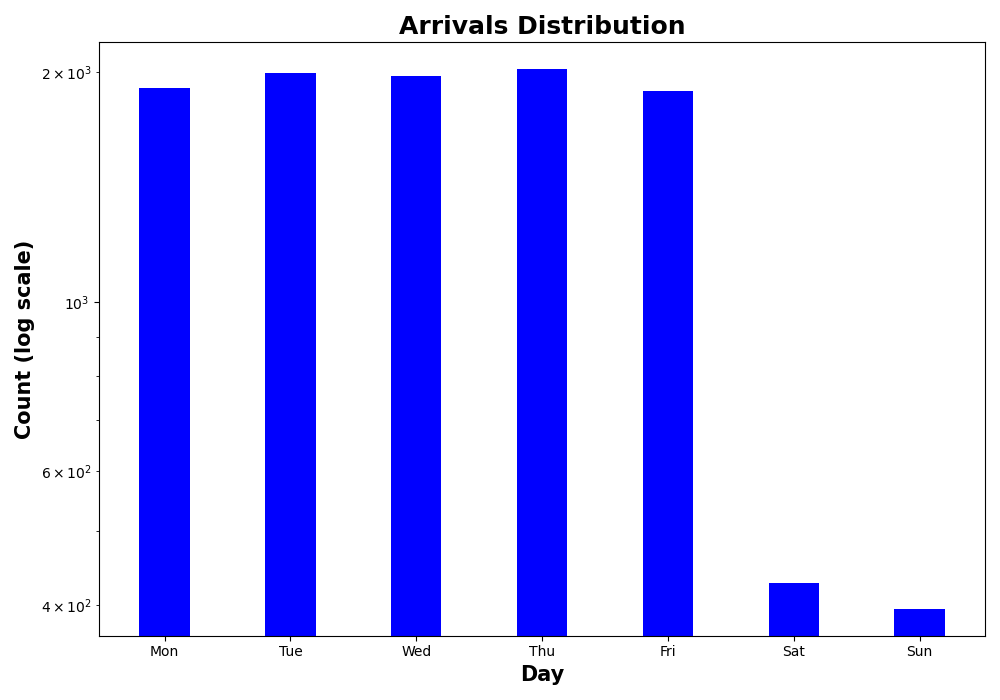 Arrivals Distribution
Count (log scale)
2 × 10³
10³
6 × 10²
4 × 10²
Mon Tue Wed Thu Fri Sat Sun
Day